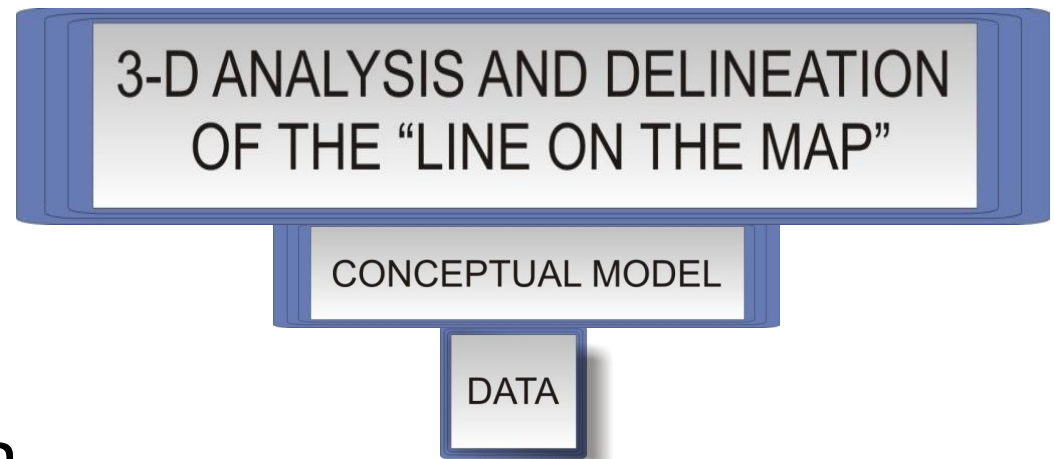 3-D ANALYSIS AND DELINEATION
OF THE “LINE ON THE MAP”
CONCEPTUAL MODEL
DATA